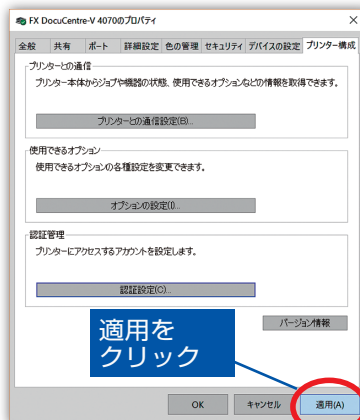 FX DocuCentre-V 4070のプロパティ
全般 共有 ポート 詳細設定 色の管理 セキュリティ デバイスの設定 プリンター構成
プリンターとの通信
プリンター本体からジョブや機器の状態、使用できるオプションなどの情報を取得できます。
プリンターとの通信設定(B)...
使用できるオプション
使用できるオプションの各種設定を変更できます。
オプションの設定(I)...
認証管理
プリンターにアクセスするアカウントを設定します。
認証設定(C)...
バージョン情報
適用を
クリック
OK キャンセル 適用(A)